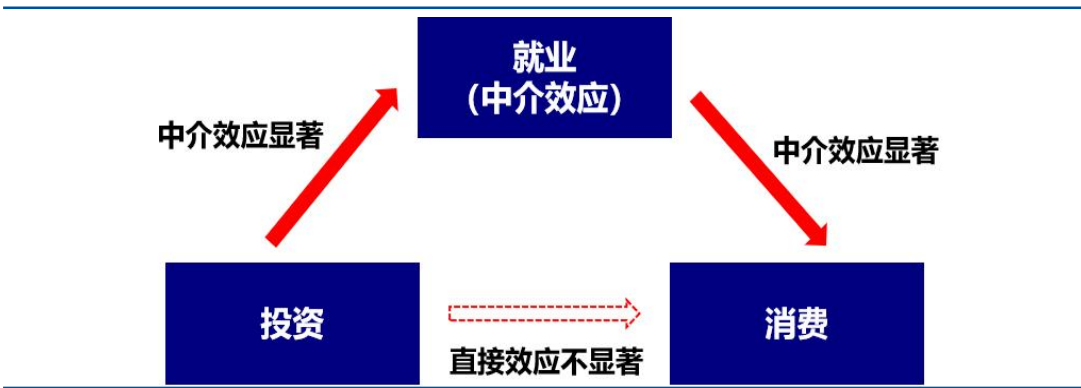 就业
(中介效应)
中介效应显著
中介效应显著
投资
消费
直接效应不显著